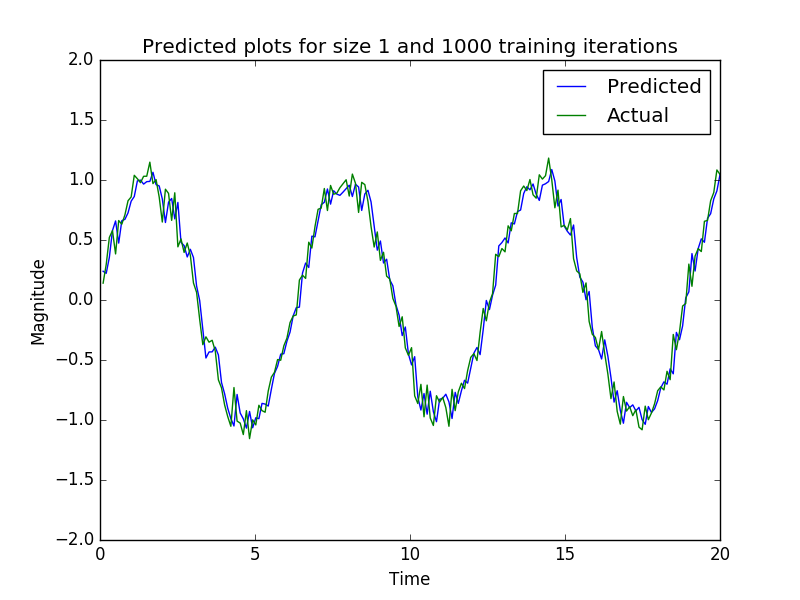 Predicted plots for size 1 and 1000 training iterations
2.0
1.5
1.0
0.5
0.0
−0.5
−1.0
−1.5
−2.0
Magnitude
Predicted
Actual
0 5 10 15 20
Time